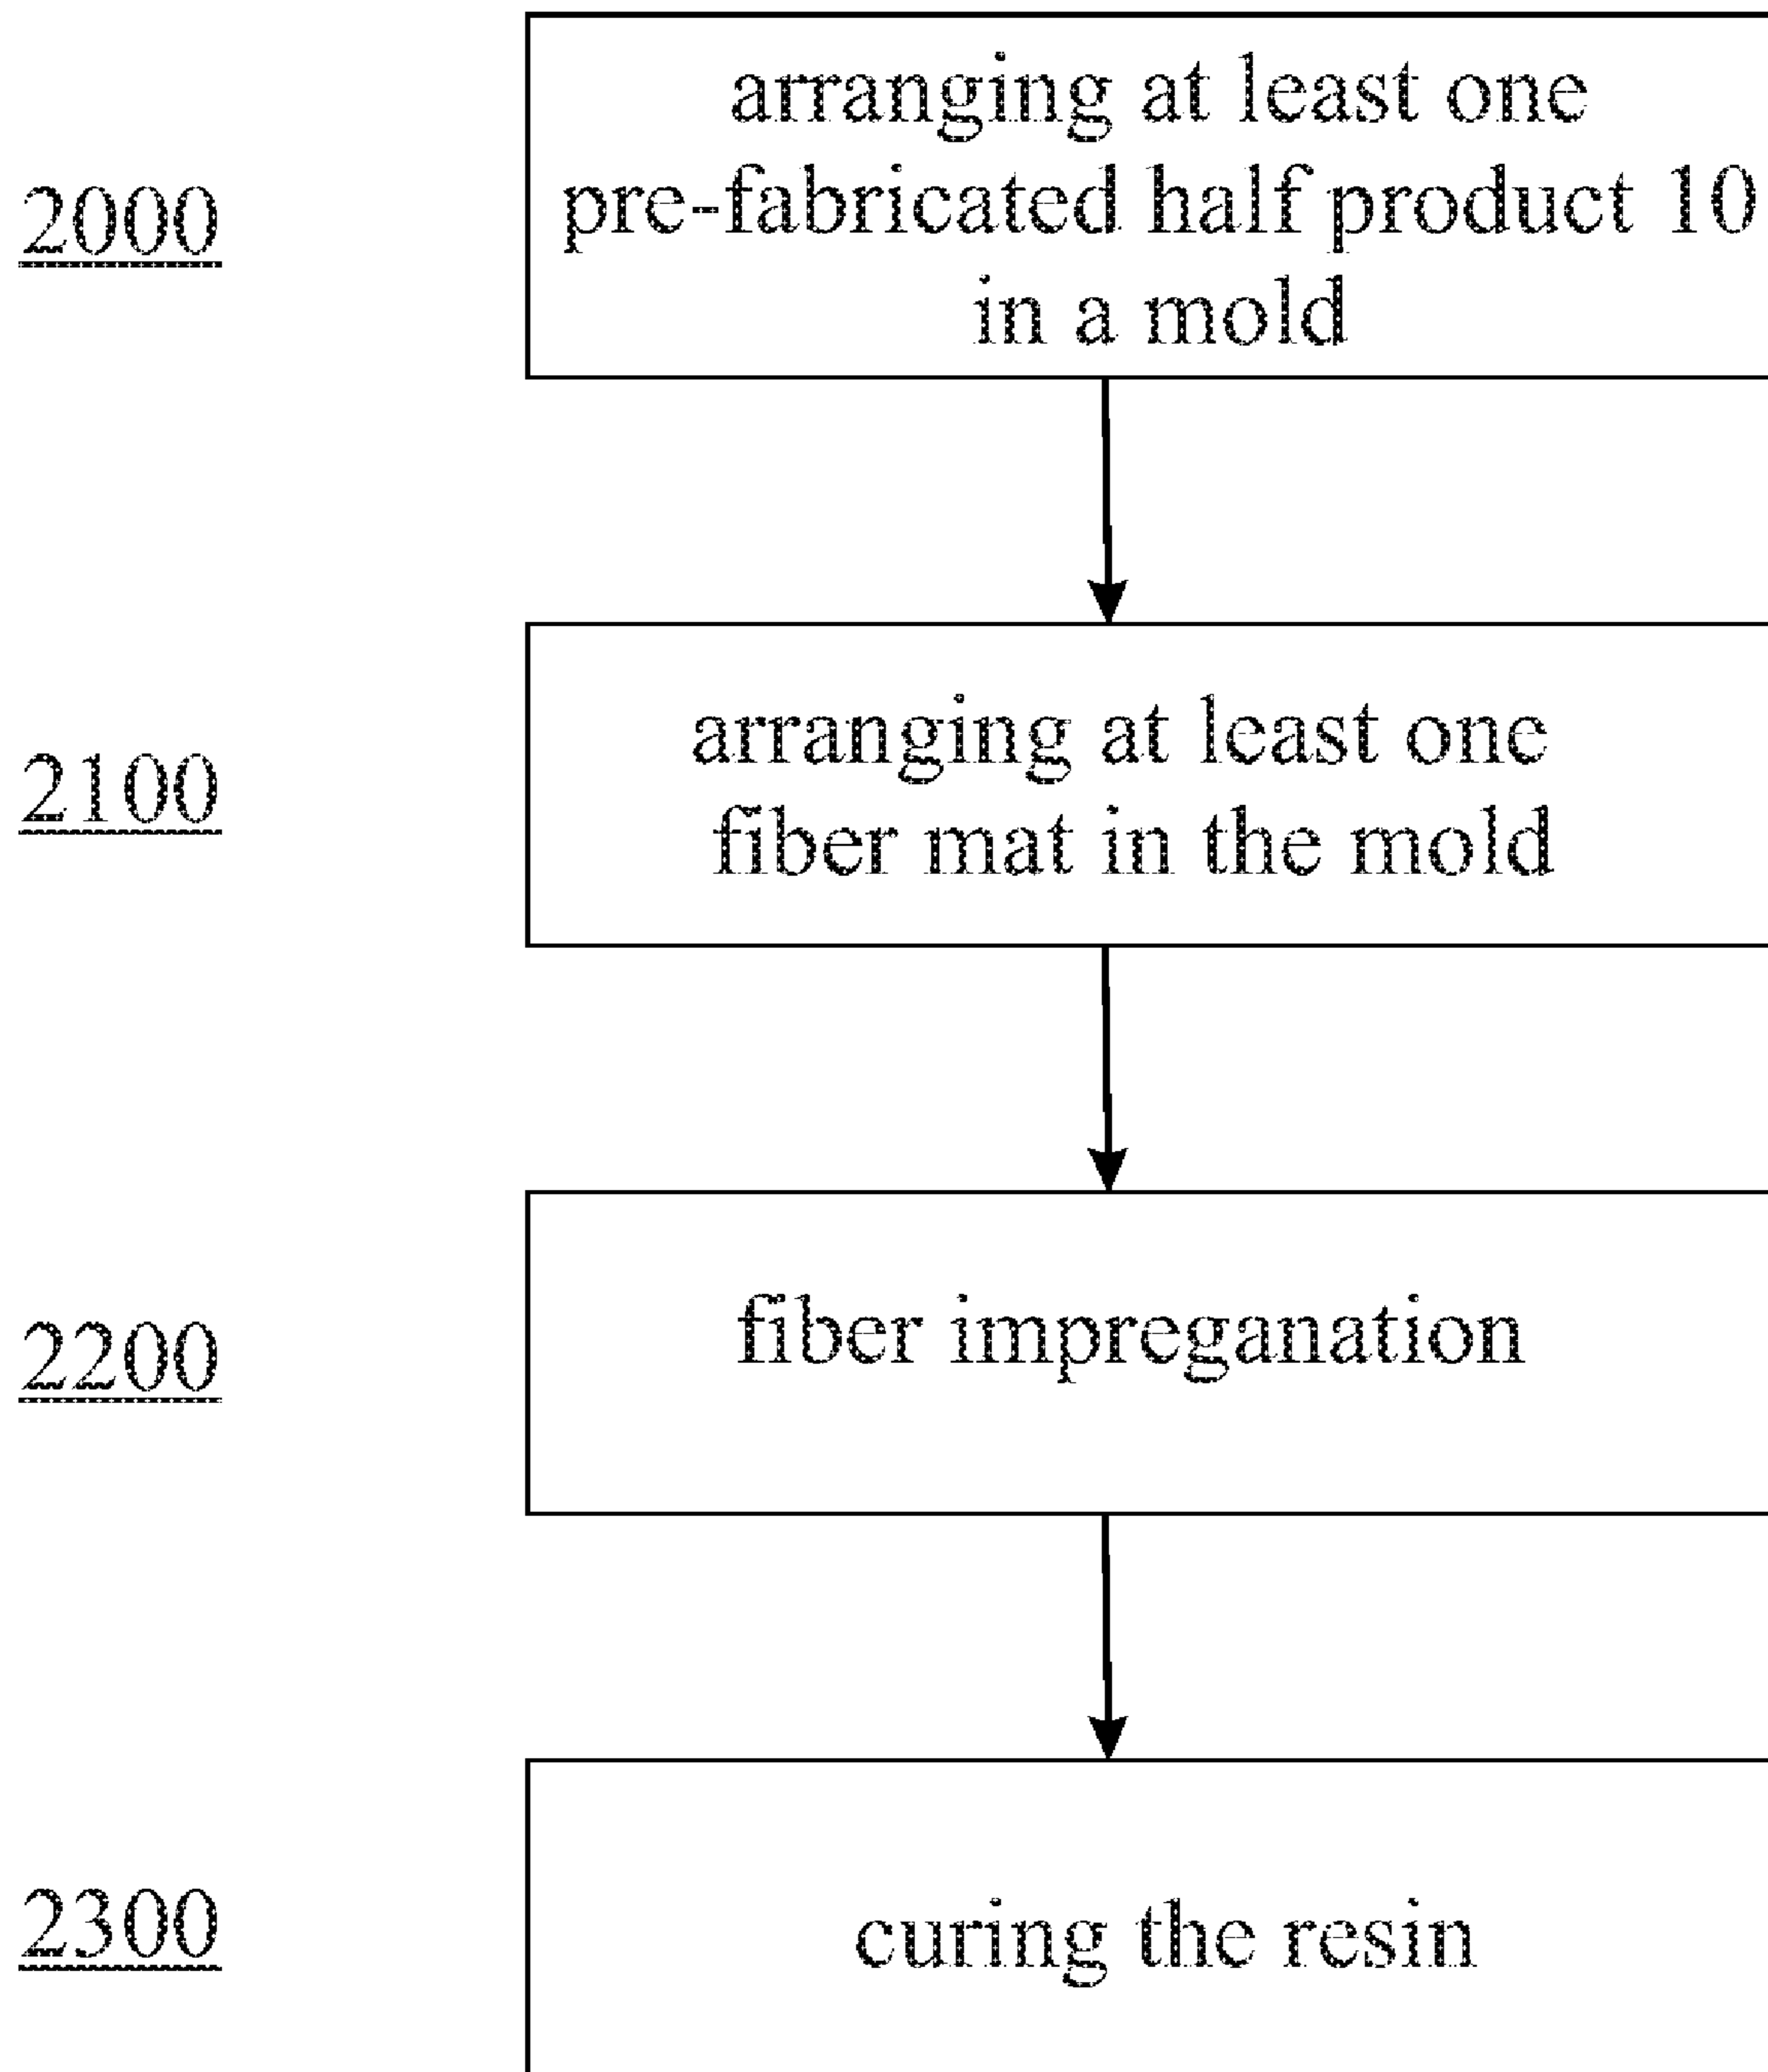 2000
arranging at least one
pre-fabricated half product 10
in a mold
2100
arranging at least one
fiber mat in the mold
2200
fiber impreganation
2300
curing the resin